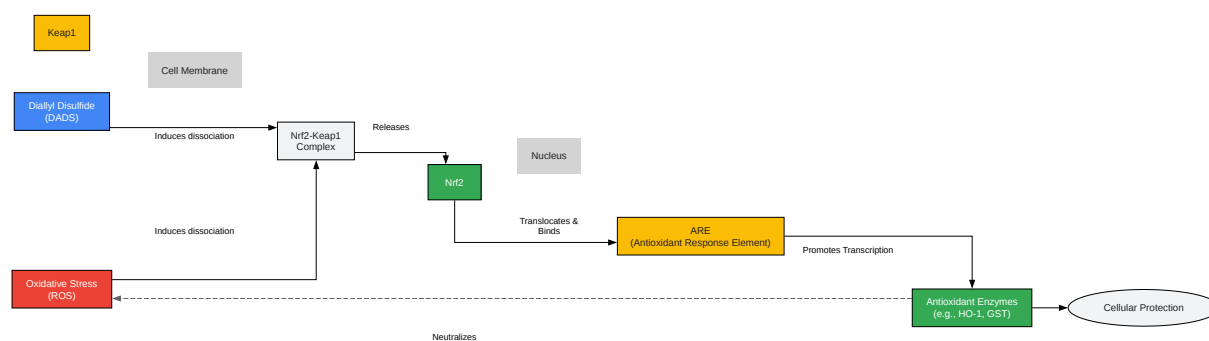 Keap1
Cell Membrane
Diallyl Disulfide
(DADS)
Induces dissociation
Nrf2-Keap1
Complex
Releases
Nucleus
Nrf2
Translocates &
Binds
ARE
(Antioxidant Response Element)
Promotes Transcription
Induces dissociation
Oxidative Stress
(ROS)
Antioxidant Enzymes
(e.g., HO-1, GST)
Cellular Protection
Neutralizes